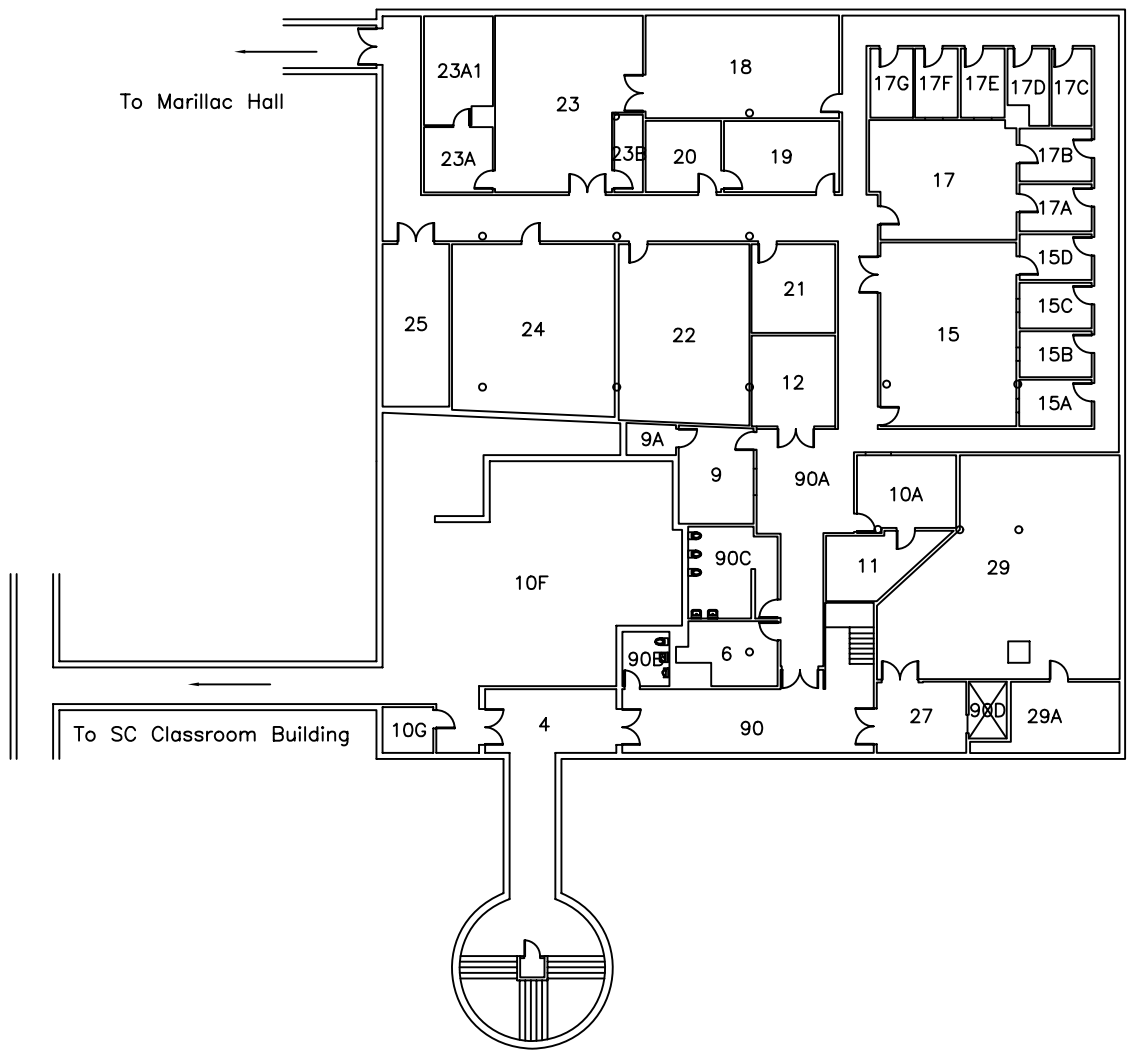 18
23A1
17G
17F
17E
17D
17C
To Marillac Hall
23
23A
23B
20
19
17B
17
17A
15D
21
15C
25
24
22
15
15B
12
15A
9A
9
90A
10A
90C
11
29
10F
90B
6
10G
4
90
27
90D
29A
To SC Classroom Building